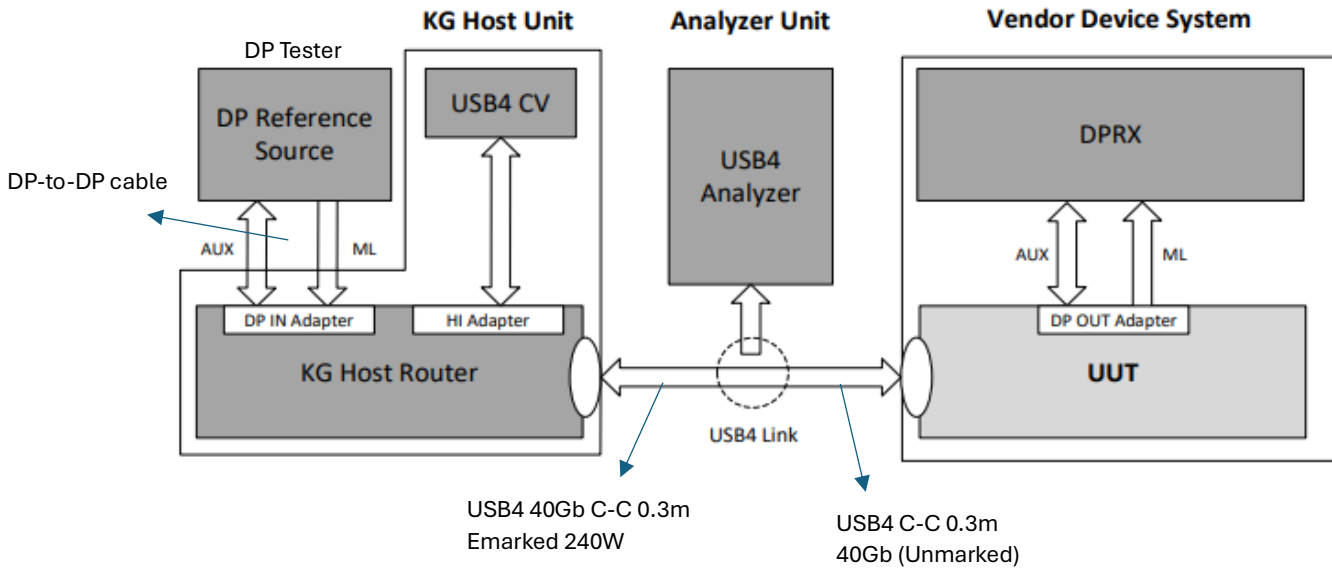 KG Host Unit
Analyzer Unit
Vendor Device System
DP Tester
DP Reference
Source
USB4 CV
USB4
Analyzer
DPRX
DP-to-DP cable
AUX
ML
AUX
ML
DP IN Adapter
HI Adapter
DP OUT Adapter
KG Host Router
UUT
USB4 Link
USB4 40Gb C-C 0.3m
Emarked 240W
USB4 C-C 0.3m
40Gb (Unmarked)